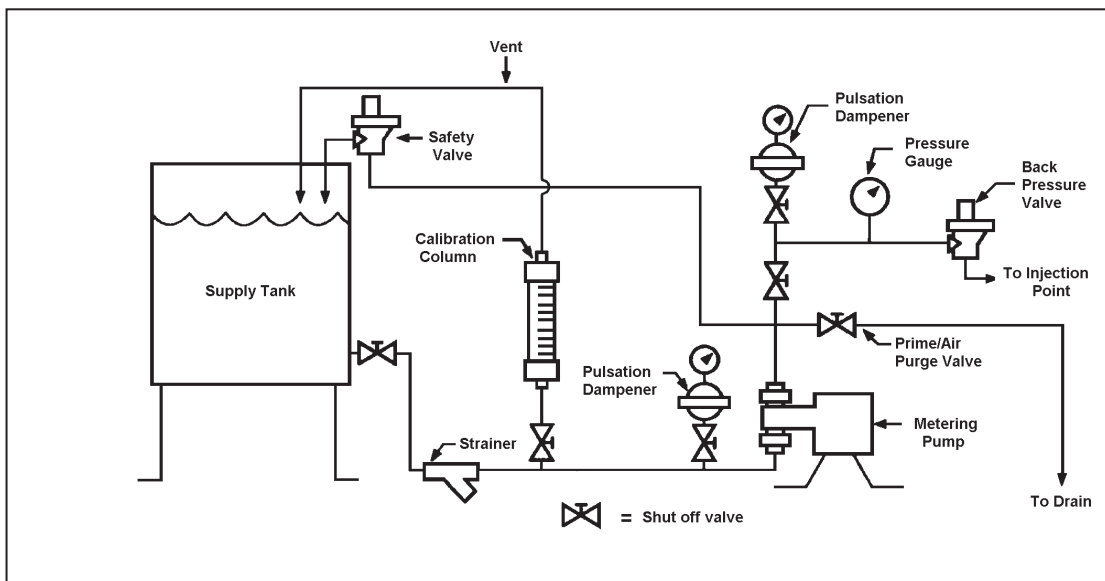 Vent
Pulsation
Dampener
Safety
Valve
Pressure
Gauge
Back
Pressure
Valve
Calibration
Column
To Injection
Point
Supply Tank
Prime/Air
Purge Valve
Pulsation
Dampener
Metering
Pump
Strainer
To Drain
= Shut off valve